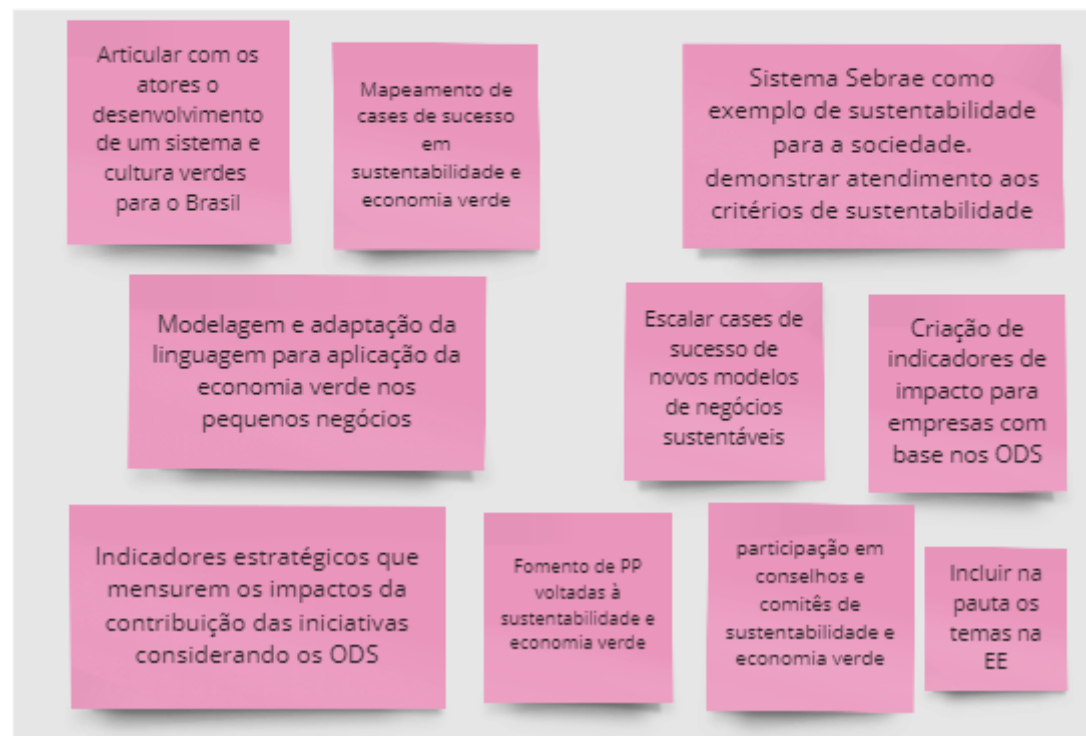 Articular com os
atores o
desenvolvimento
de um sistema e
cultura verdes
para o Brasil
Mapeamento de
cases de sucesso
em
sustentabilidade e
economia verde
Sistema Sebrae como
exemplo de sustentabilidade
para a sociedade.
demonstrar atendimento aos
critérios de sustentabilidade
Modelagem e adaptação da
linguagem para aplicação da
economia verde nos
pequenos negócios
Escalar cases de
sucesso de
novos modelos
de negócios
sustentáveis
Criação de
indicadores de
impacto para
empresas com
base nos ODS
Indicadores estratégicos que
mensurem os impactos da
contribuição das iniciativas
considerando os ODS
Fomento de PP
voltadas à
sustentabilidade e
economia verde
participação em
conselhos e
comitês de
sustentabilidade e
economia verde
Incluir na
pauta os
temas na
EE